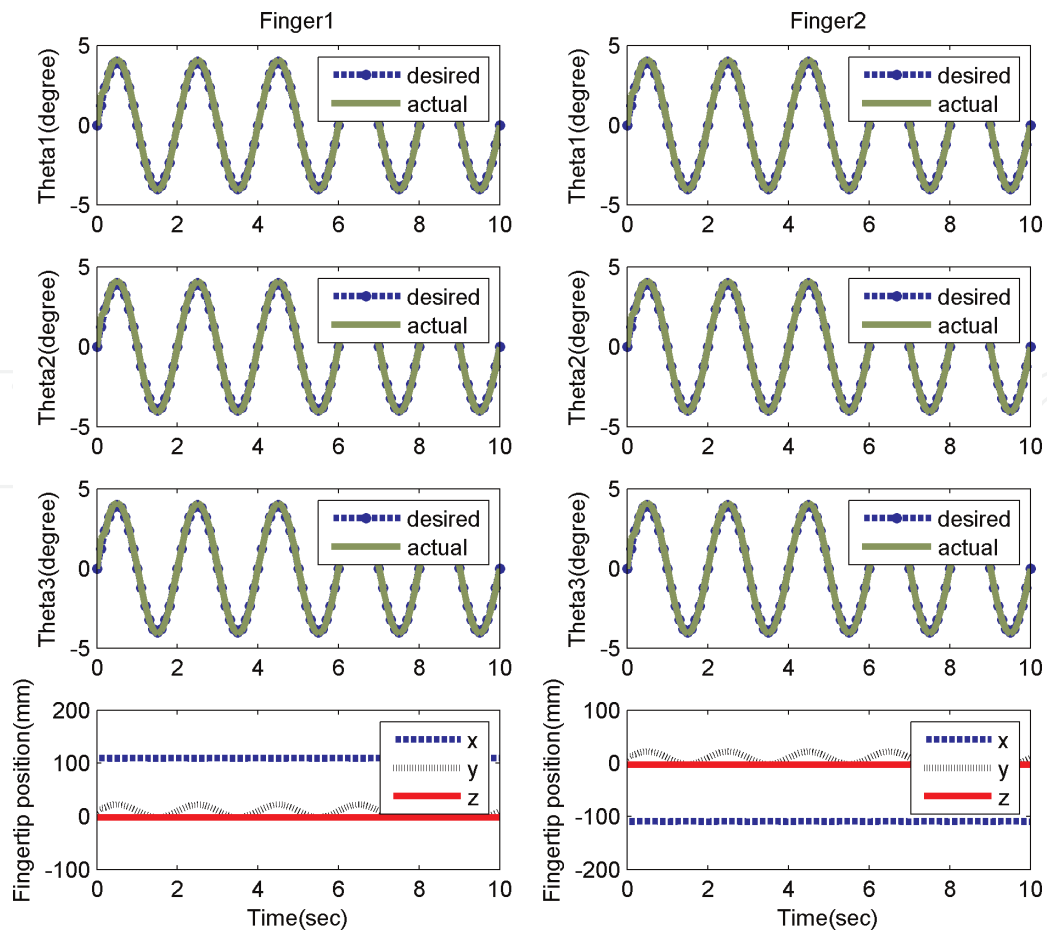 Finger1
Finger2
Theta1(degree)
5
0
-5
0 2 4 6 8 10
desired
actual
Theta1(degree)
5
0
-5
0 2 4 6 8 10
desired
actual
Theta2(degree)
5
0
-5
0 2 4 6 8 10
desired
actual
Theta2(degree)
5
0
-5
0 2 4 6 8 10
desired
actual
Theta3(degree)
5
0
-5
0 2 4 6 8 10
desired
actual
Theta3(degree)
5
0
-5
0 2 4 6 8 10
desired
actual
Fingertip position(mm)
200
100
0
-100
0 2 4 6 8 10
x
y
z
Time(sec)
Fingertip position(mm)
100
0
-100
-200
0 2 4 6 8 10
x
y
z
Time(sec)